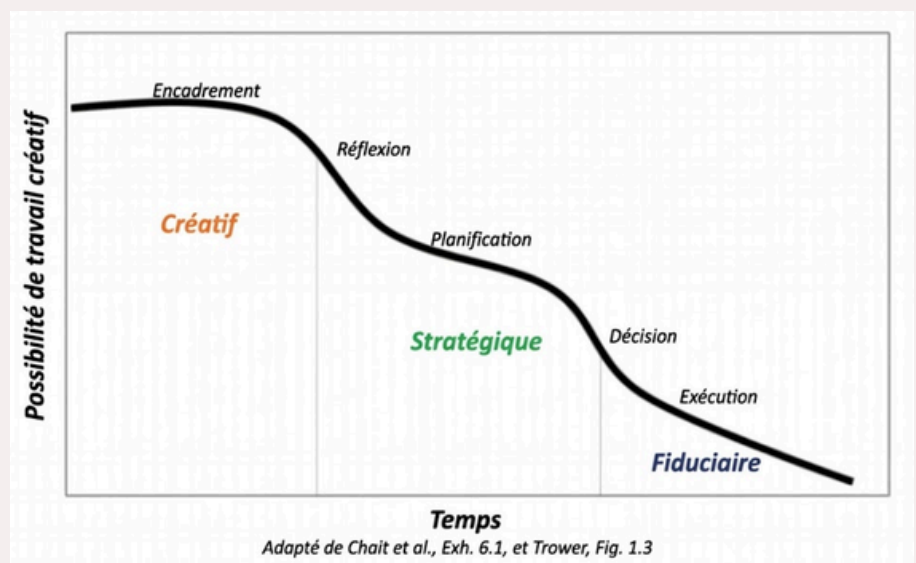 Possibilité de travail créatif
Encadrement
Réflexion
Créatif
Planification
Stratégique
Décision
Exécution
Fiduciaire
Temps
Adapté de Chait et al., Exh. 6.1, et Trower, Fig. 1.3